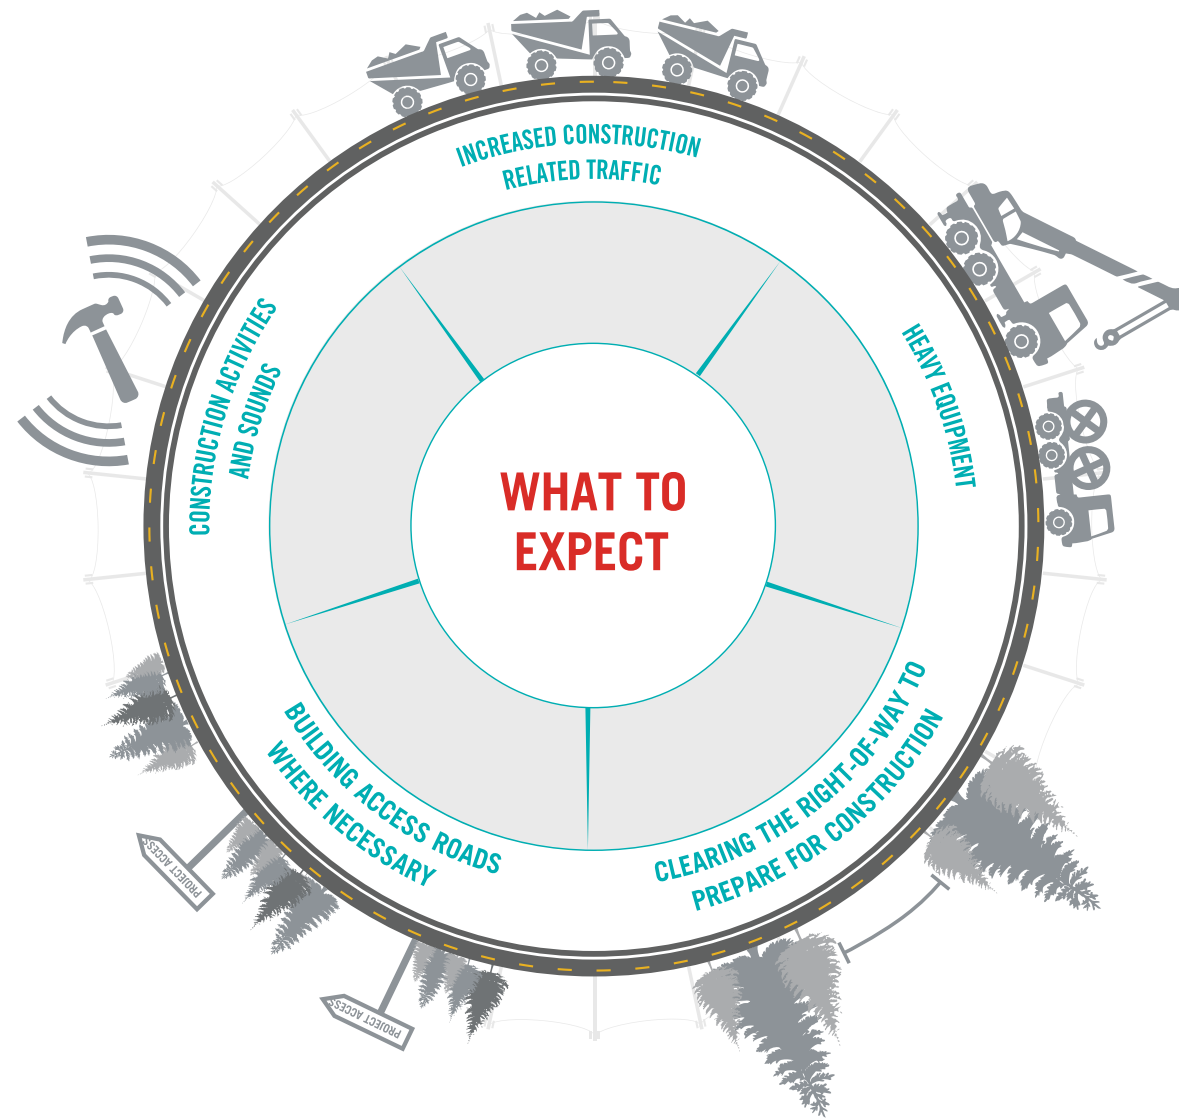 INCREASED CONSTRUCTION
RELATED TRAFFIC
HEAVY EQUIPMENT
CLEARING THE RIGHT-OF-WAY TO
PREPARE FOR CONSTRUCTION
BUILDING ACCESS ROADS
WHERE NECESSARY
CONSTRUCTION ACTIVITIES
AND SOUNDS
WHAT TO
EXPECT
PROJECT ACCESS
PROJECT ACCESS